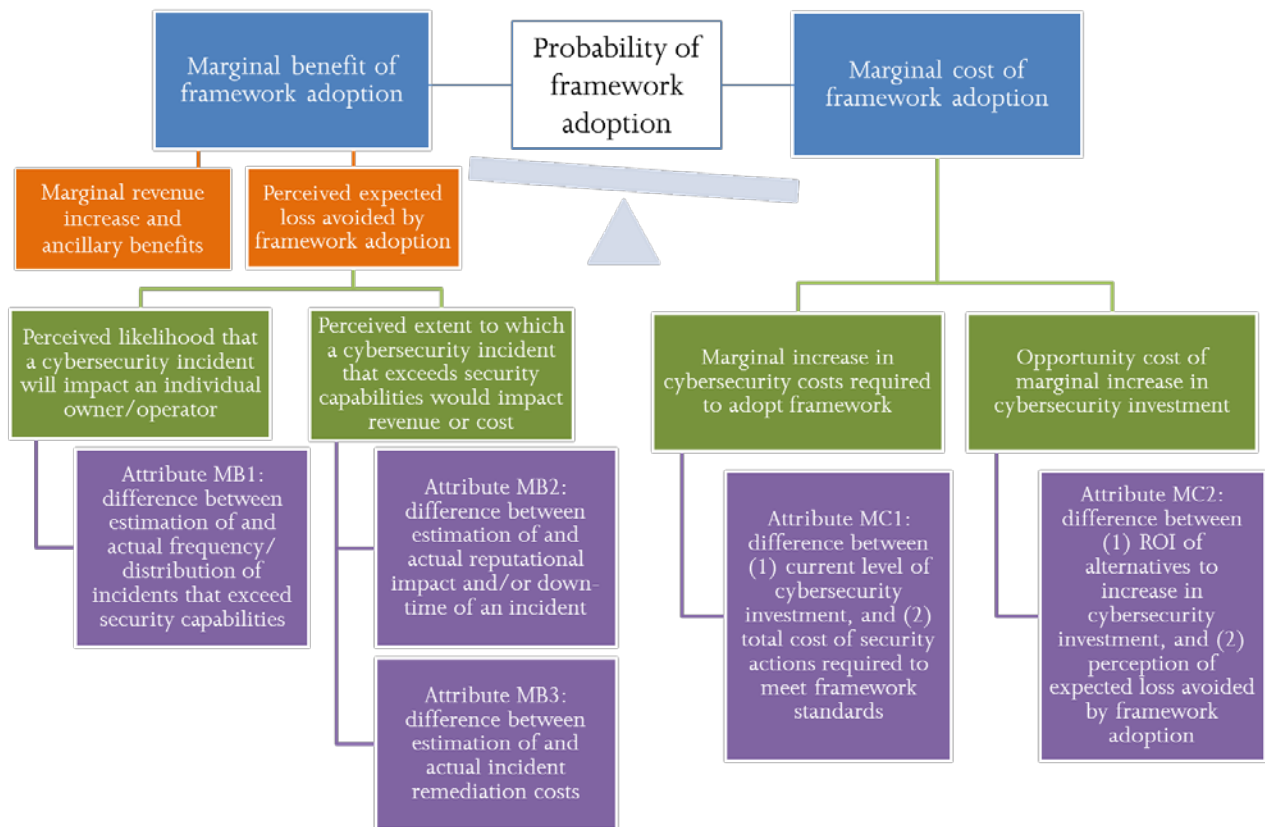 Marginal benefit of
framework adoption
Probability of
framework
adoption
Marginal cost of
framework adoption
Marginal revenue
increase and
ancillary benefits
Perceived expected
loss avoided by
framework adoption
Perceived likelihood that
a cybersecurity incident
will impact an individual
owner/operator
Perceived extent to which
a cybersecurity incident
that exceeds security
capabilities would impact
revenue or cost
Marginal increase in
cybersecurity costs required
to adopt framework
Opportunity cost of
marginal increase in
cybersecurity investment
Attribute MB1:
difference between
estimation of and
actual frequency/
distribution of
incidents that exceed
security capabilities
Attribute MB2:
difference between
estimation of and
actual reputational
impact and/or down-
time of an incident
Attribute MB3:
difference between
estimation of and
actual incident
remediation costs
Attribute MC1:
difference between
(1) current level of
cybersecurity
investment, and (2)
total cost of security
actions required to
meet framework
standards
Attribute MC2:
difference between
(1) ROI of
alternatives to
increase in
cybersecurity
investment, and (2)
perception of
expected loss avoided
by framework
adoption